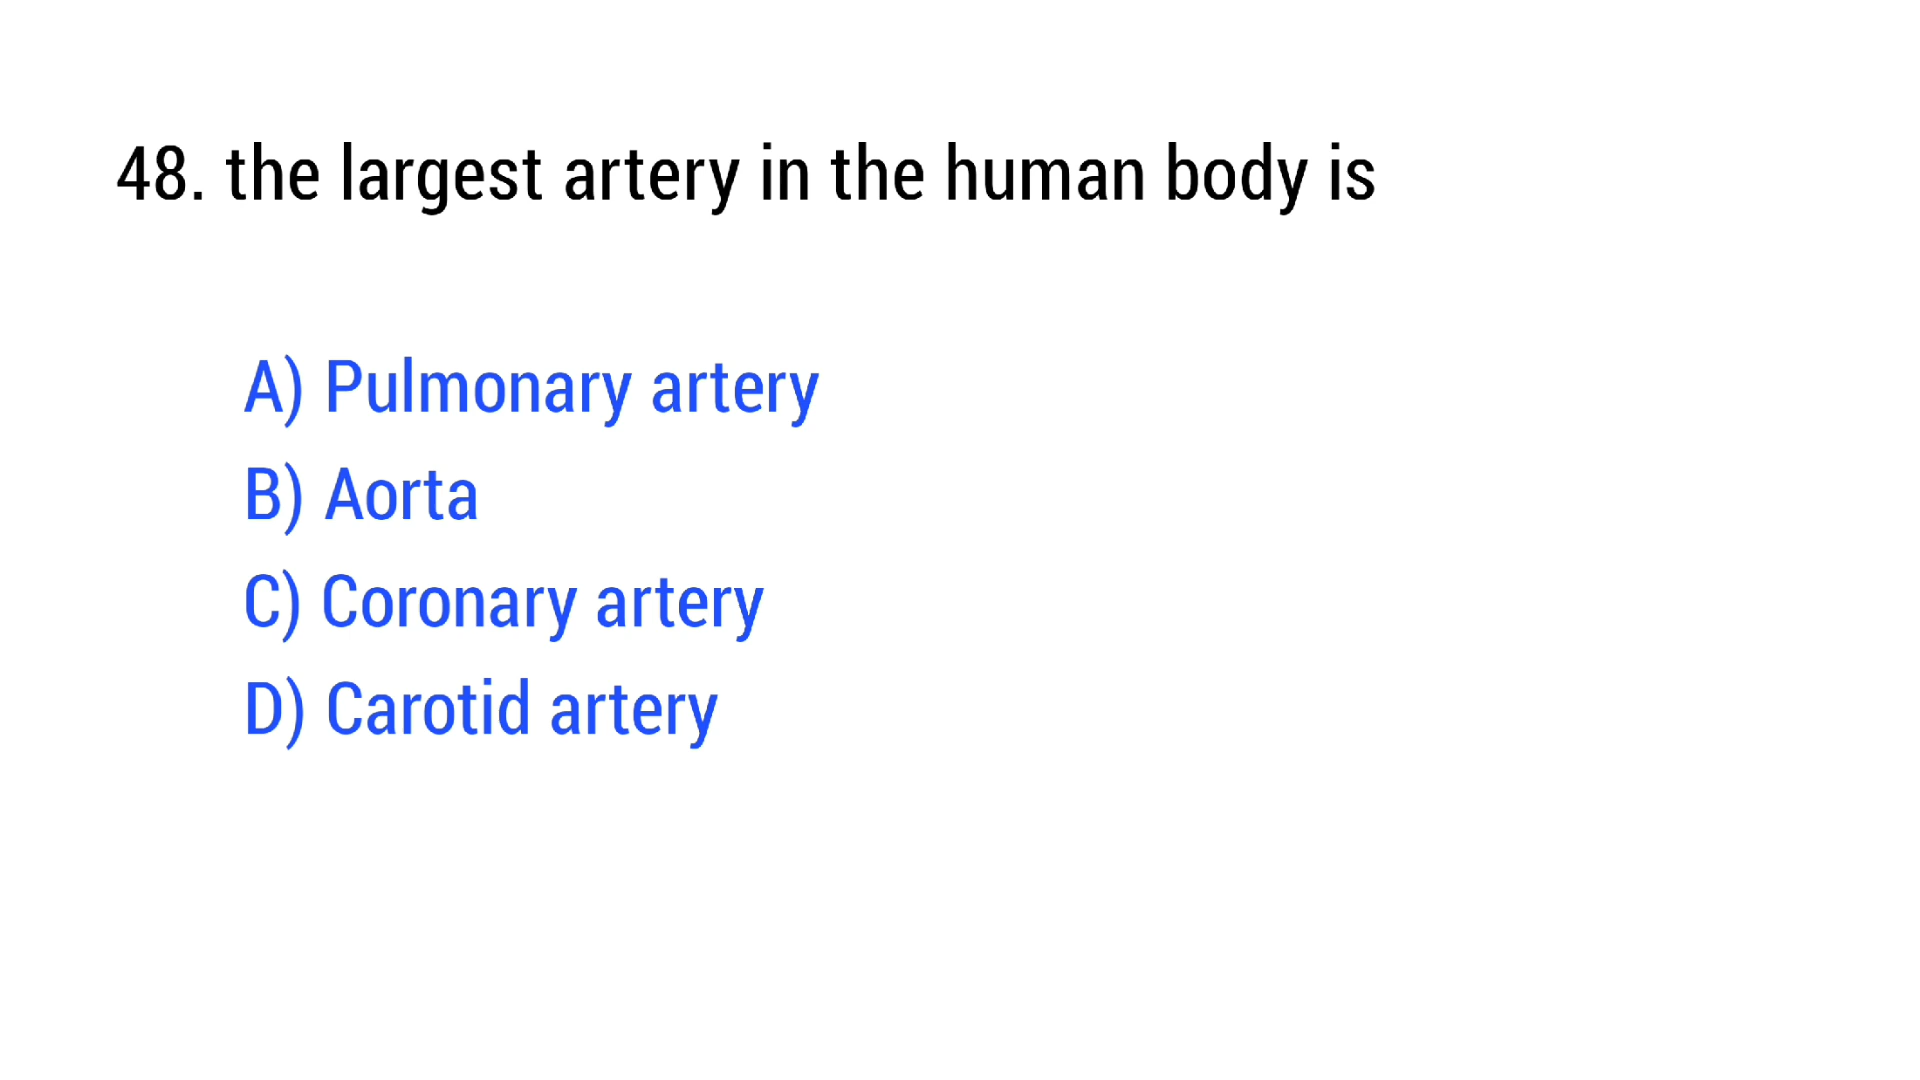 48. the largest artery in the human body is
A) Pulmonary artery
B) Aorta
C) Coronary artery
D) Carotid artery